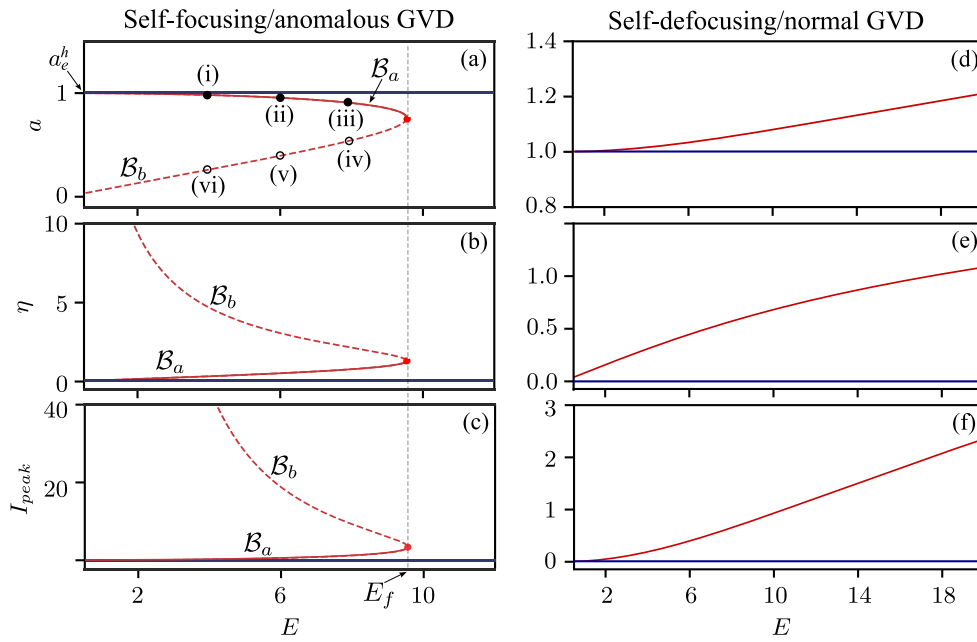 Self-focusing/anomalous GVD
Self-defocusing/normal GVD
(a)
a_e^h
1
a
0
(i)
(ii)
(iii)
(iv)
(v)
(vi)
ℬ_a
ℬ_b
(b)
10
5
0
η
ℬ_b
ℬ_a
(c)
40
20
I_{peak}
ℬ_b
ℬ_a
2
6
10
E_f
E
(d)
1.4
1.2
1.0
0.8
(e)
1.0
0.5
0.0
(f)
3
2
1
0
2
6
10
14
18
E